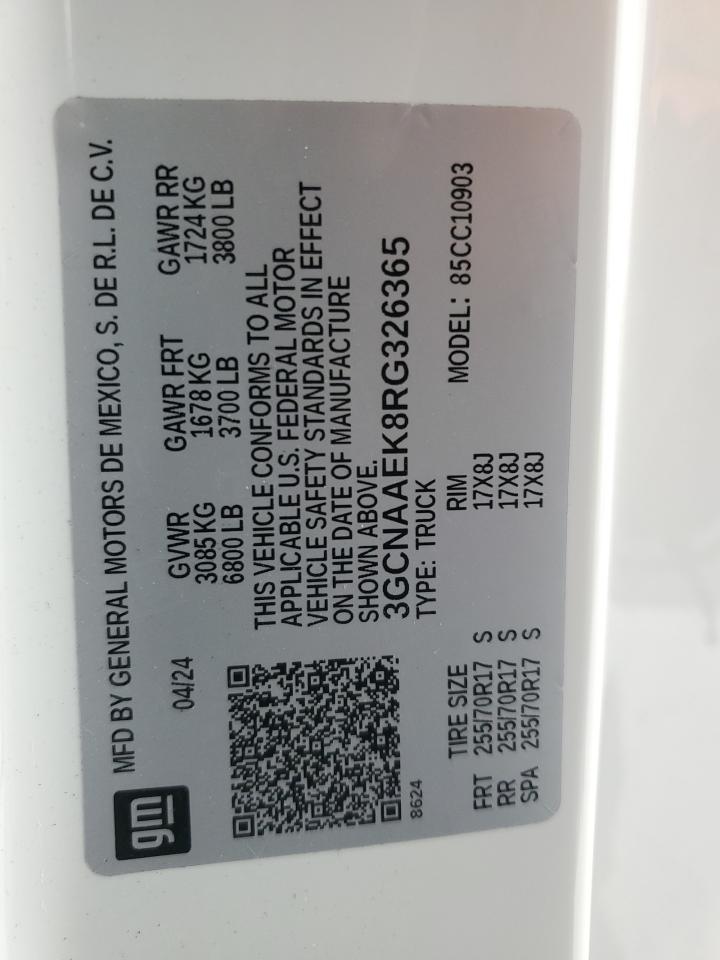 gm
MFD BY GENERAL MOTORS DE MEXICO, S. DE R.L. DE C.V.
04/24
GVWR GAWR FRT GAWR RR
3085 KG 1678 KG 1724 KG
6800 LB 3700 LB 3800 LB
THIS VEHICLE CONFORMS TO ALL
APPLICABLE U.S. FEDERAL MOTOR
VEHICLE SAFETY STANDARDS IN EFFECT
ON THE DATE OF MANUFACTURE
SHOWN ABOVE.
3GCNAAEK8RG326365
TYPE: TRUCK MODEL: 85CC10903
8624
TIRE SIZE RIM
FRT 255/70R17 S 17X8J
RR 255/70R17 S 17X8J
SPA 255/70R17 S 17X8J